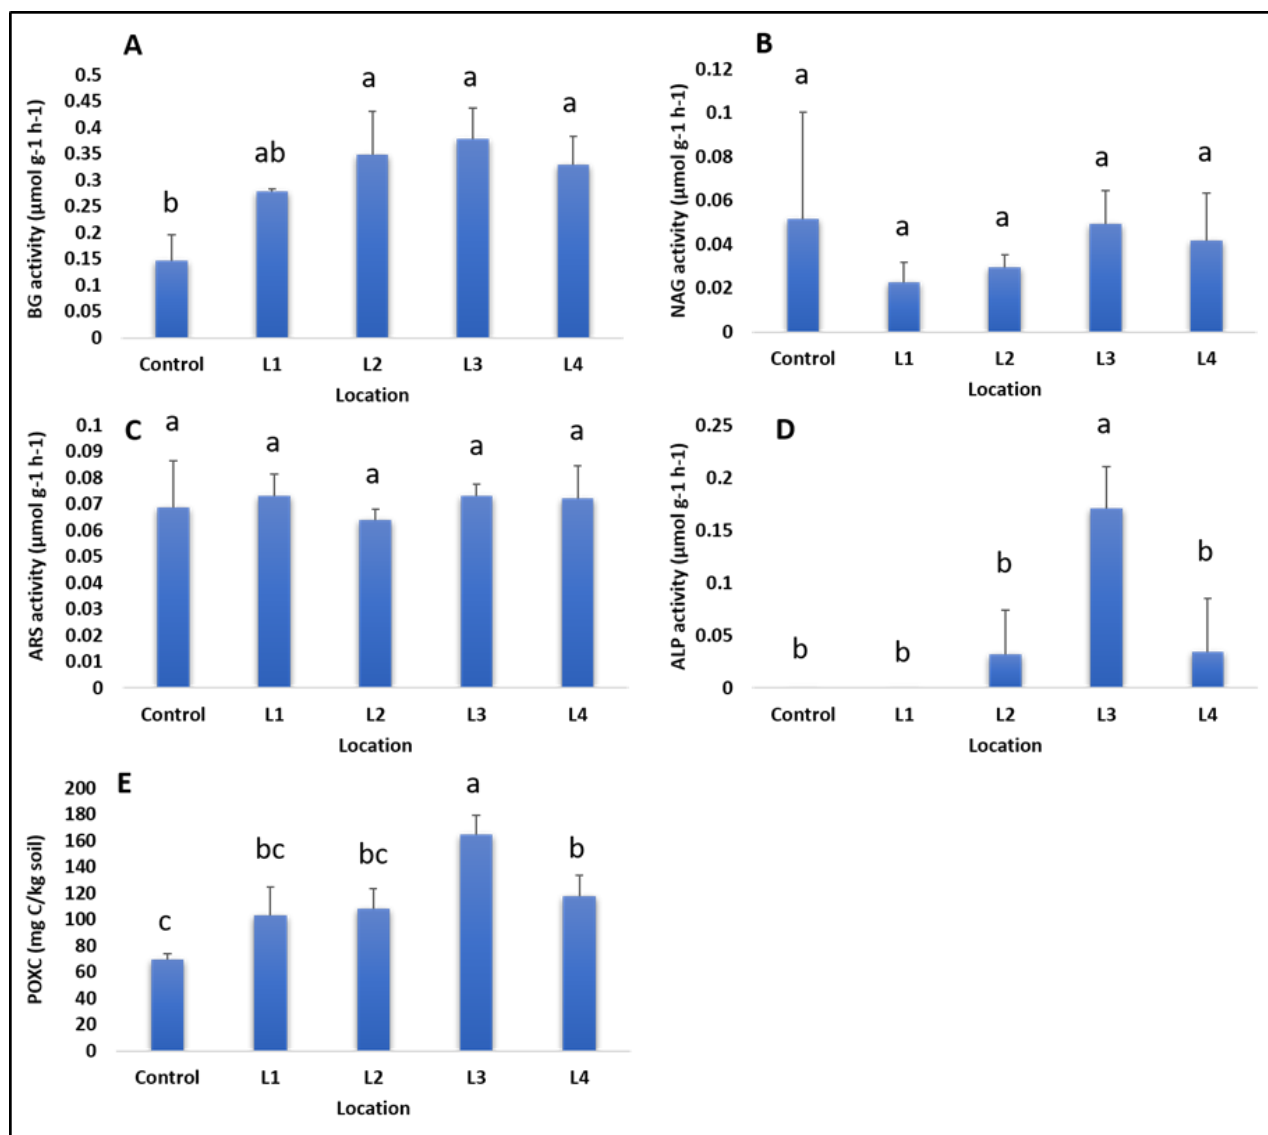 A
BG activity (µmol g-1 h-1)
0.5
0.45
0.4
0.35
0.3
0.25
0.2
0.15
0.1
0.05
0
b
ab
a
a
a
Control L1 L2 L3 L4
Location
B
NAG activity (µmol g-1 h-1)
0.12
0.1
0.08
0.06
0.04
0.02
0
a
a
a
a
a
Control L1 L2 L3 L4
Location
C
ARS activity (µmol g-1 h-1)
0.1
0.09
0.08
0.07
0.06
0.05
0.04
0.03
0.02
0.01
0
a
a
a
a
a
Control L1 L2 L3 L4
Location
D
ALP activity (µmol g-1 h-1)
0.25
0.2
0.15
0.1
0.05
0
b
b
b
a
b
Control L1 L2 L3 L4
Location
E
POXC (mg C/kg soil)
200
180
160
140
120
100
80
60
40
20
0
c
bc
bc
a
b
Control L1 L2 L3 L4
Location